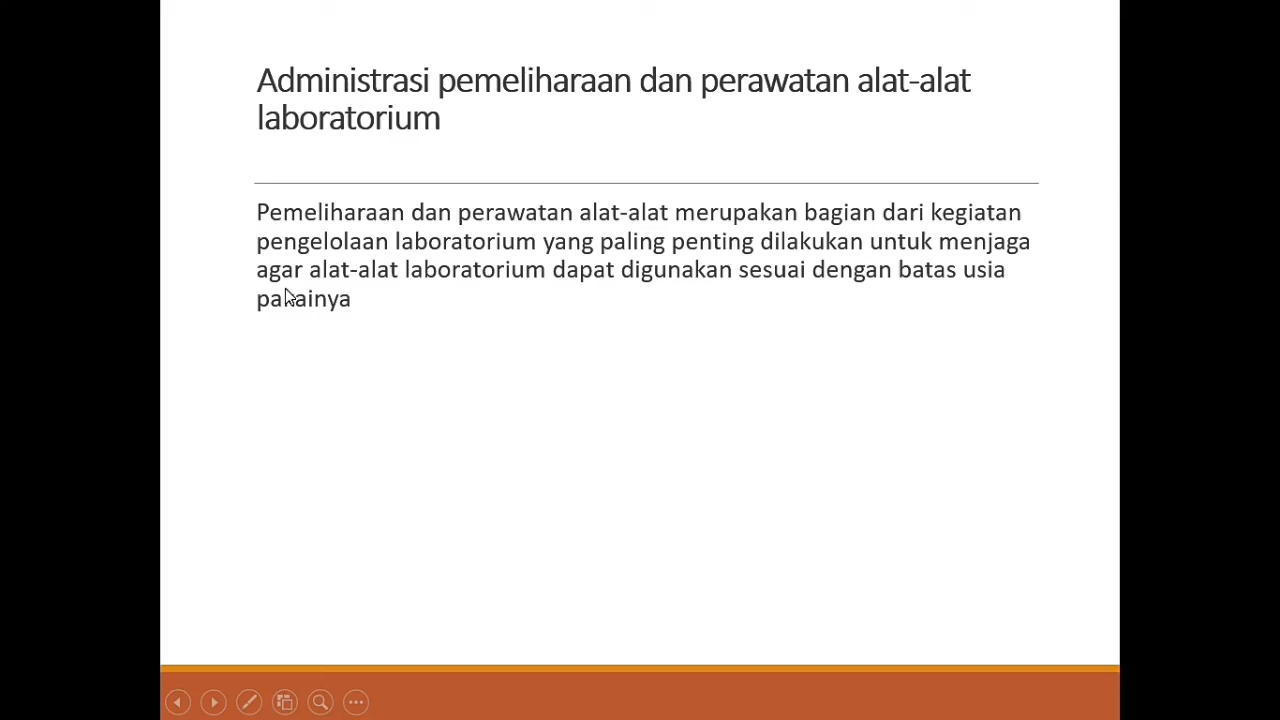 Administrasi pemeliharaan dan perawatan alat-alat
laboratorium
Pemeliharaan dan perawatan alat-alat merupakan bagian dari kegiatan
pengelolaan laboratorium yang paling penting dilakukan untuk menjaga
agar alat-alat laboratorium dapat digunakan sesuai dengan batas usia
pakainya